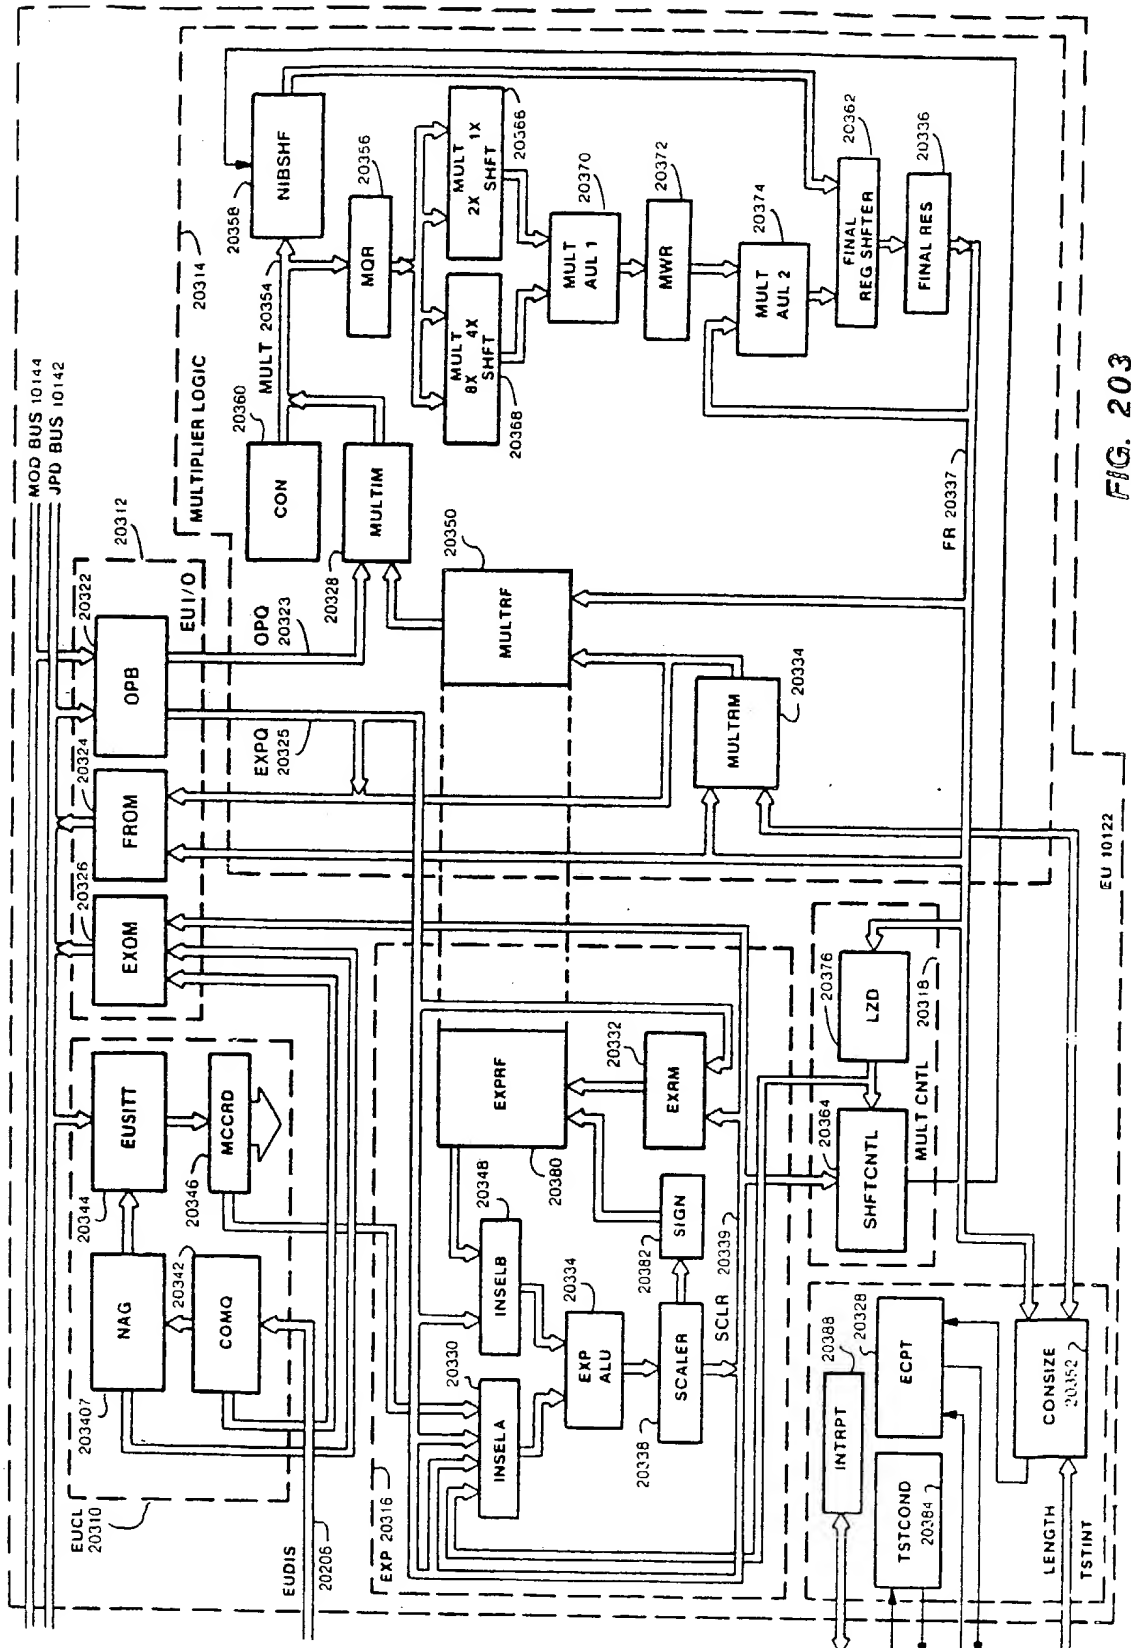 MOD BUS 10144
JPD BUS 10142
EUCL
20310
NAG
203407
COMQ
20342
EUSITT
20344
MCCRD
20346
EUDIS
20206
EXOM
20326
FROM
20324
OPB
20322
EU I/O
20312
EXPQ
20325
OPQ
20323
MULTIPLIER LOGIC
20314
CON
20360
MULT 20354
NIBSHF
20358
MULTIM
20328
MQR
20356
MULT
8X 4X
SHFT
20368
MULT 1X
2X SHFT
20366
MULT
AUL 1
20370
MWR
20372
MULT
AUL 2
20374
FINAL
REG SHFTER
20362
FINAL RES
20336
FR 20337
MULTRF
20350
MULTRM
20334
EXP 20316
INSELA
20330
INSELB
20348
EXPRF
20380
EXP
ALU
20334
SCALER
20338
SIGN
20382
EXRM
20332
SCLR
20339
SHFTCNTL
20364
LZD
20376
MULT CNTL
20318
INTRPT
20388
ECPT
20328
TSTCOND
20384
CONSIZE
20352
LENGTH
TSTINT
EU 10122
FIG. 203